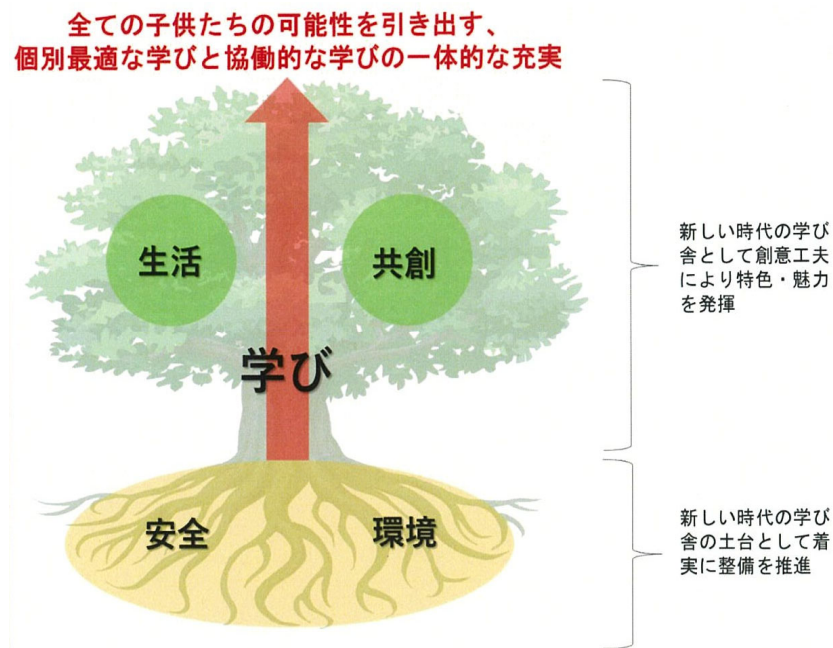 全ての子供たちの可能性を引き出す、
個別最適な学びと協働的な学びの一体的な充実
生活
共創
学び
新しい時代の学び
舎として創意工夫
により特色・魅力
を発揮
安全
環境
新しい時代の学び
舎の土台として着
実に整備を推進